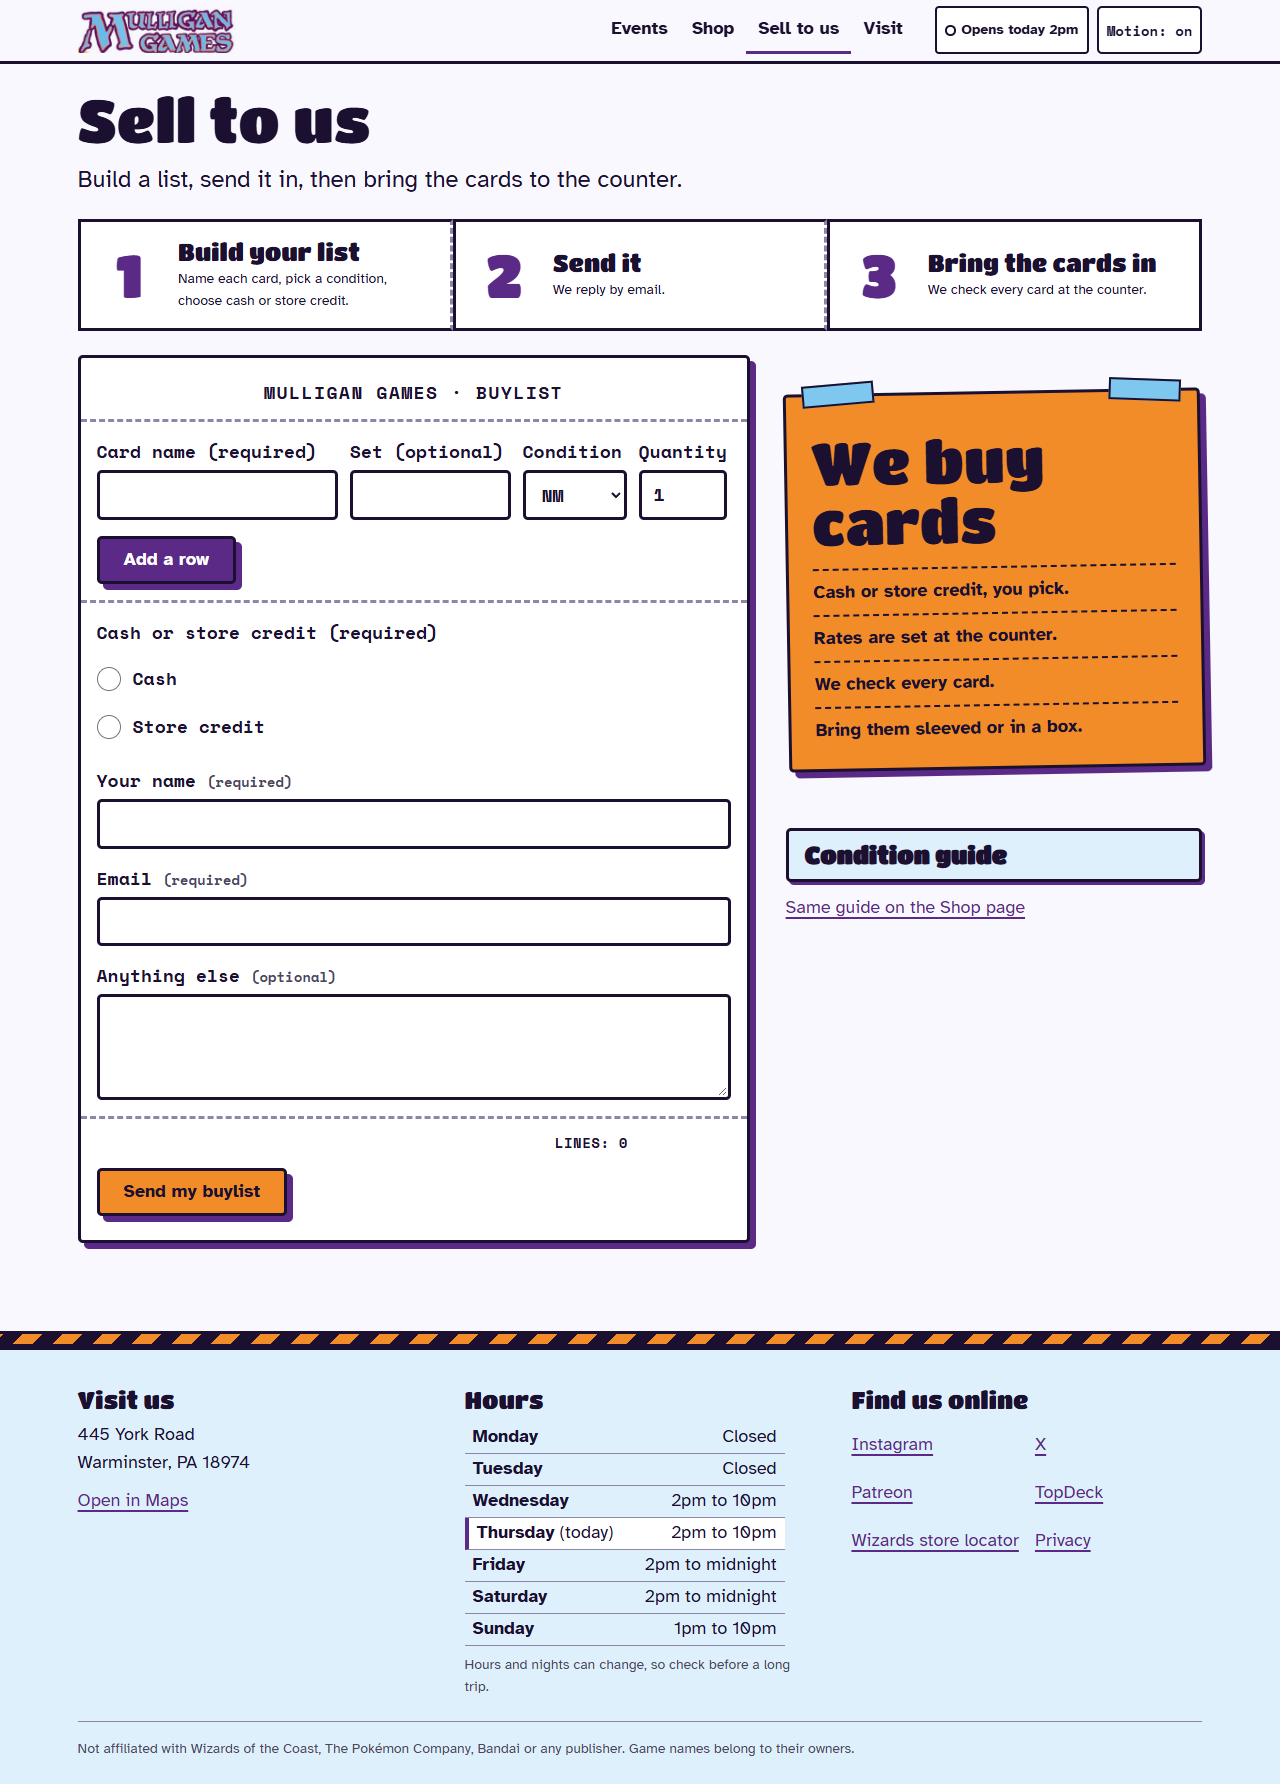 MULLIGAN GAMES
Events Shop Sell to us Visit Opens today 2pm Motion: on
Sell to us
Build a list, send it in, then bring the cards to the counter.
1
Build your list
Name each card, pick a condition,
choose cash or store credit.
2
Send it
We reply by email.
3
Bring the cards in
We check every card at the counter.
MULLIGAN GAMES · BUYLIST
Card name (required) Set (optional) Condition Quantity
NM 1
Add a row
Cash or store credit (required)
Cash
Store credit
Your name (required)
Email (required)
Anything else (optional)
LINES: 0
Send my buylist
We buy
cards
Cash or store credit, you pick.
Rates are set at the counter.
We check every card.
Bring them sleeved or in a box.
Condition guide
Same guide on the Shop page
Visit us
445 York Road
Warminster, PA 18974
Open in Maps
Hours
Monday Closed
Tuesday Closed
Wednesday 2pm to 10pm
Thursday (today) 2pm to 10pm
Friday 2pm to midnight
Saturday 2pm to midnight
Sunday 1pm to 10pm
Hours and nights can change, so check before a long
trip.
Find us online
Instagram X
Patreon TopDeck
Wizards store locator Privacy
Not affiliated with Wizards of the Coast, The Pokémon Company, Bandai or any publisher. Game names belong to their owners.